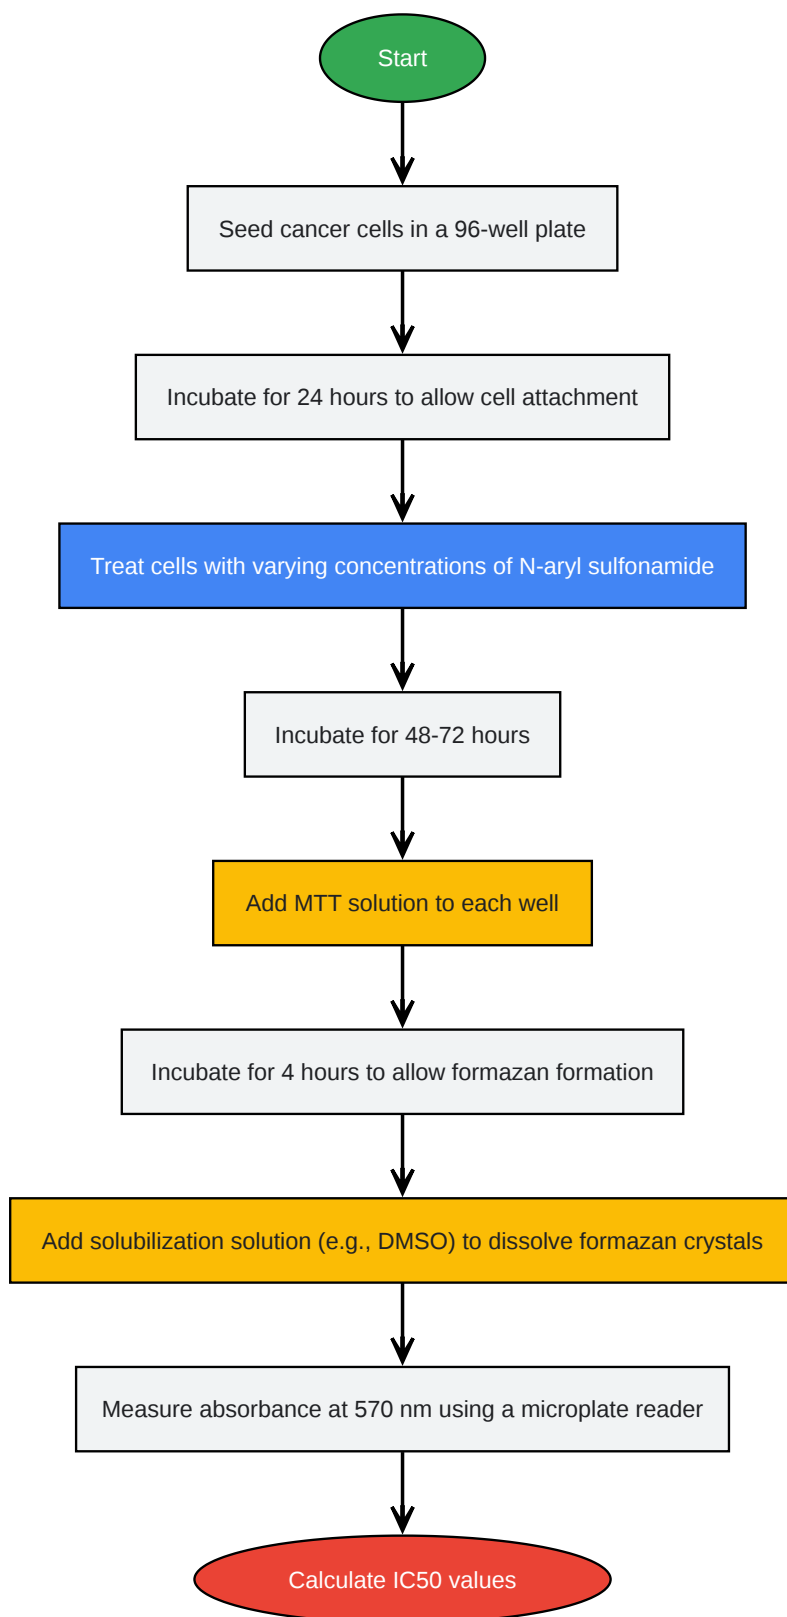 Start
Seed cancer cells in a 96-well plate
Incubate for 24 hours to allow cell attachment
Treat cells with varying concentrations of N-aryl sulfonamide
Incubate for 48-72 hours
Add MTT solution to each well
Incubate for 4 hours to allow formazan formation
Add solubilization solution (e.g., DMSO) to dissolve formazan crystals
Measure absorbance at 570 nm using a microplate reader
Calculate IC50 values